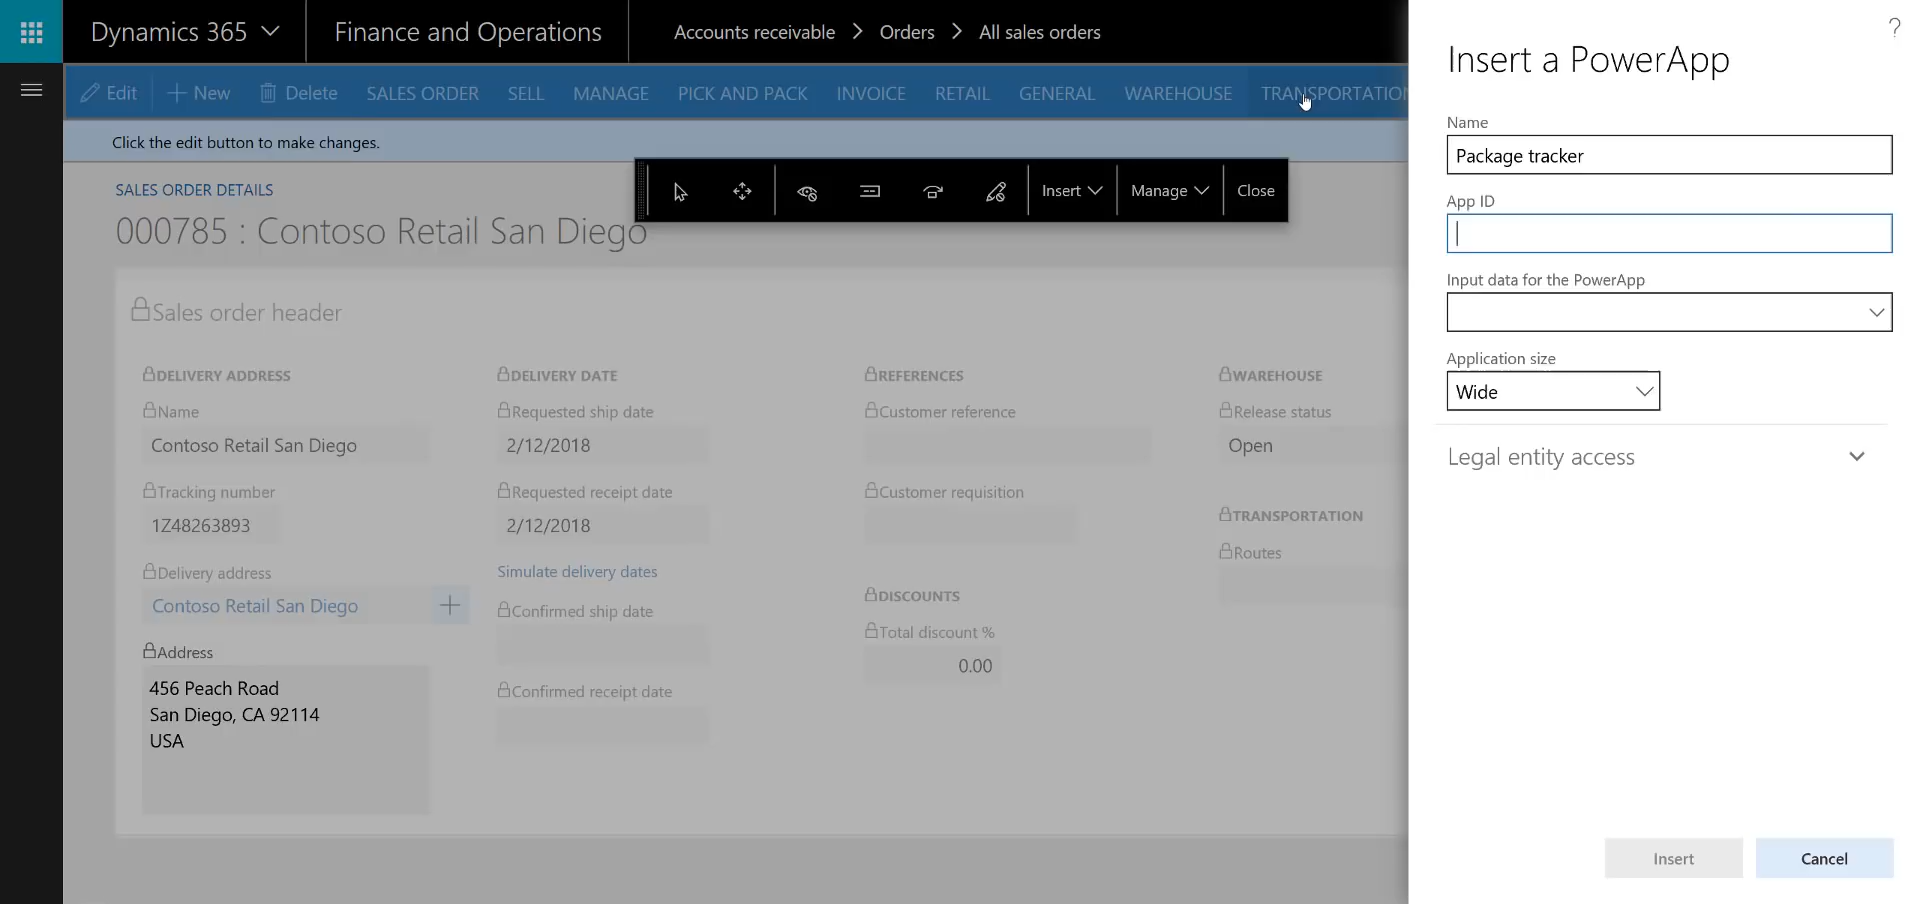 Dynamics 365
Finance and Operations
Accounts receivable > Orders > All sales orders
?
Insert a PowerApp
Edit
New
Delete
SALES ORDER
SELL
MANAGE
PICK AND PACK
INVOICE
RETAIL
GENERAL
WAREHOUSE
TRANSPORTATION
Click the edit button to make changes.
Insert
Manage
Close
SALES ORDER DETAILS
000785 : Contoso Retail San Diego
Sales order header
DELIVERY ADDRESS
Name
Contoso Retail San Diego
Tracking number
1Z48263893
Delivery address
Contoso Retail San Diego
Address
456 Peach Road
San Diego, CA 92114
USA
DELIVERY DATE
Requested ship date
2/12/2018
Requested receipt date
2/12/2018
Simulate delivery dates
Confirmed ship date
Confirmed receipt date
REFERENCES
Customer reference
Customer requisition
DISCOUNTS
Total discount %
0.00
WAREHOUSE
Release status
Open
TRANSPORTATION
Routes
Name
Package tracker
App ID
Input data for the PowerApp
Application size
Wide
Legal entity access
Insert
Cancel